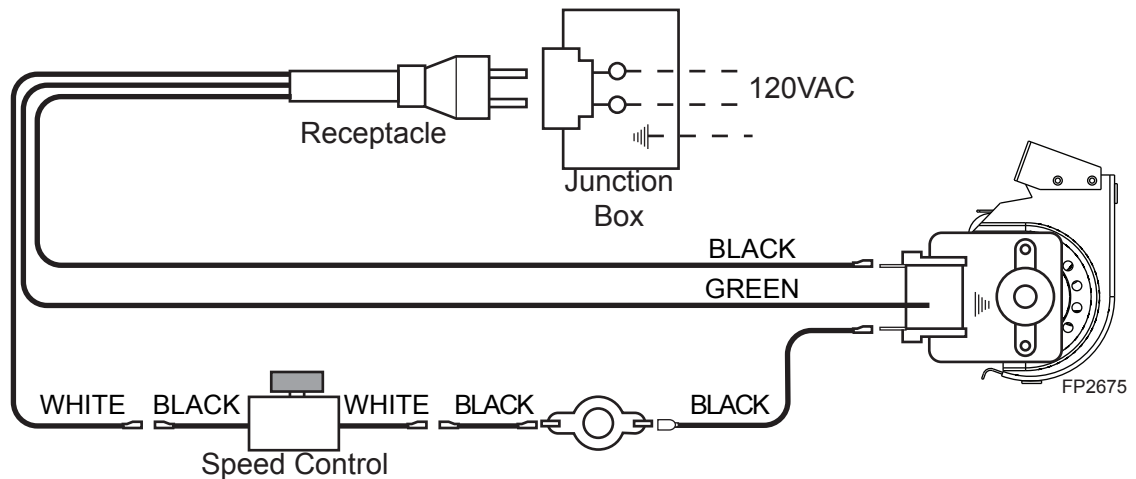 120VAC
Receptacle
Junction
Box
BLACK
GREEN
FP2675
WHITE BLACK WHITE BLACK BLACK
Speed Control